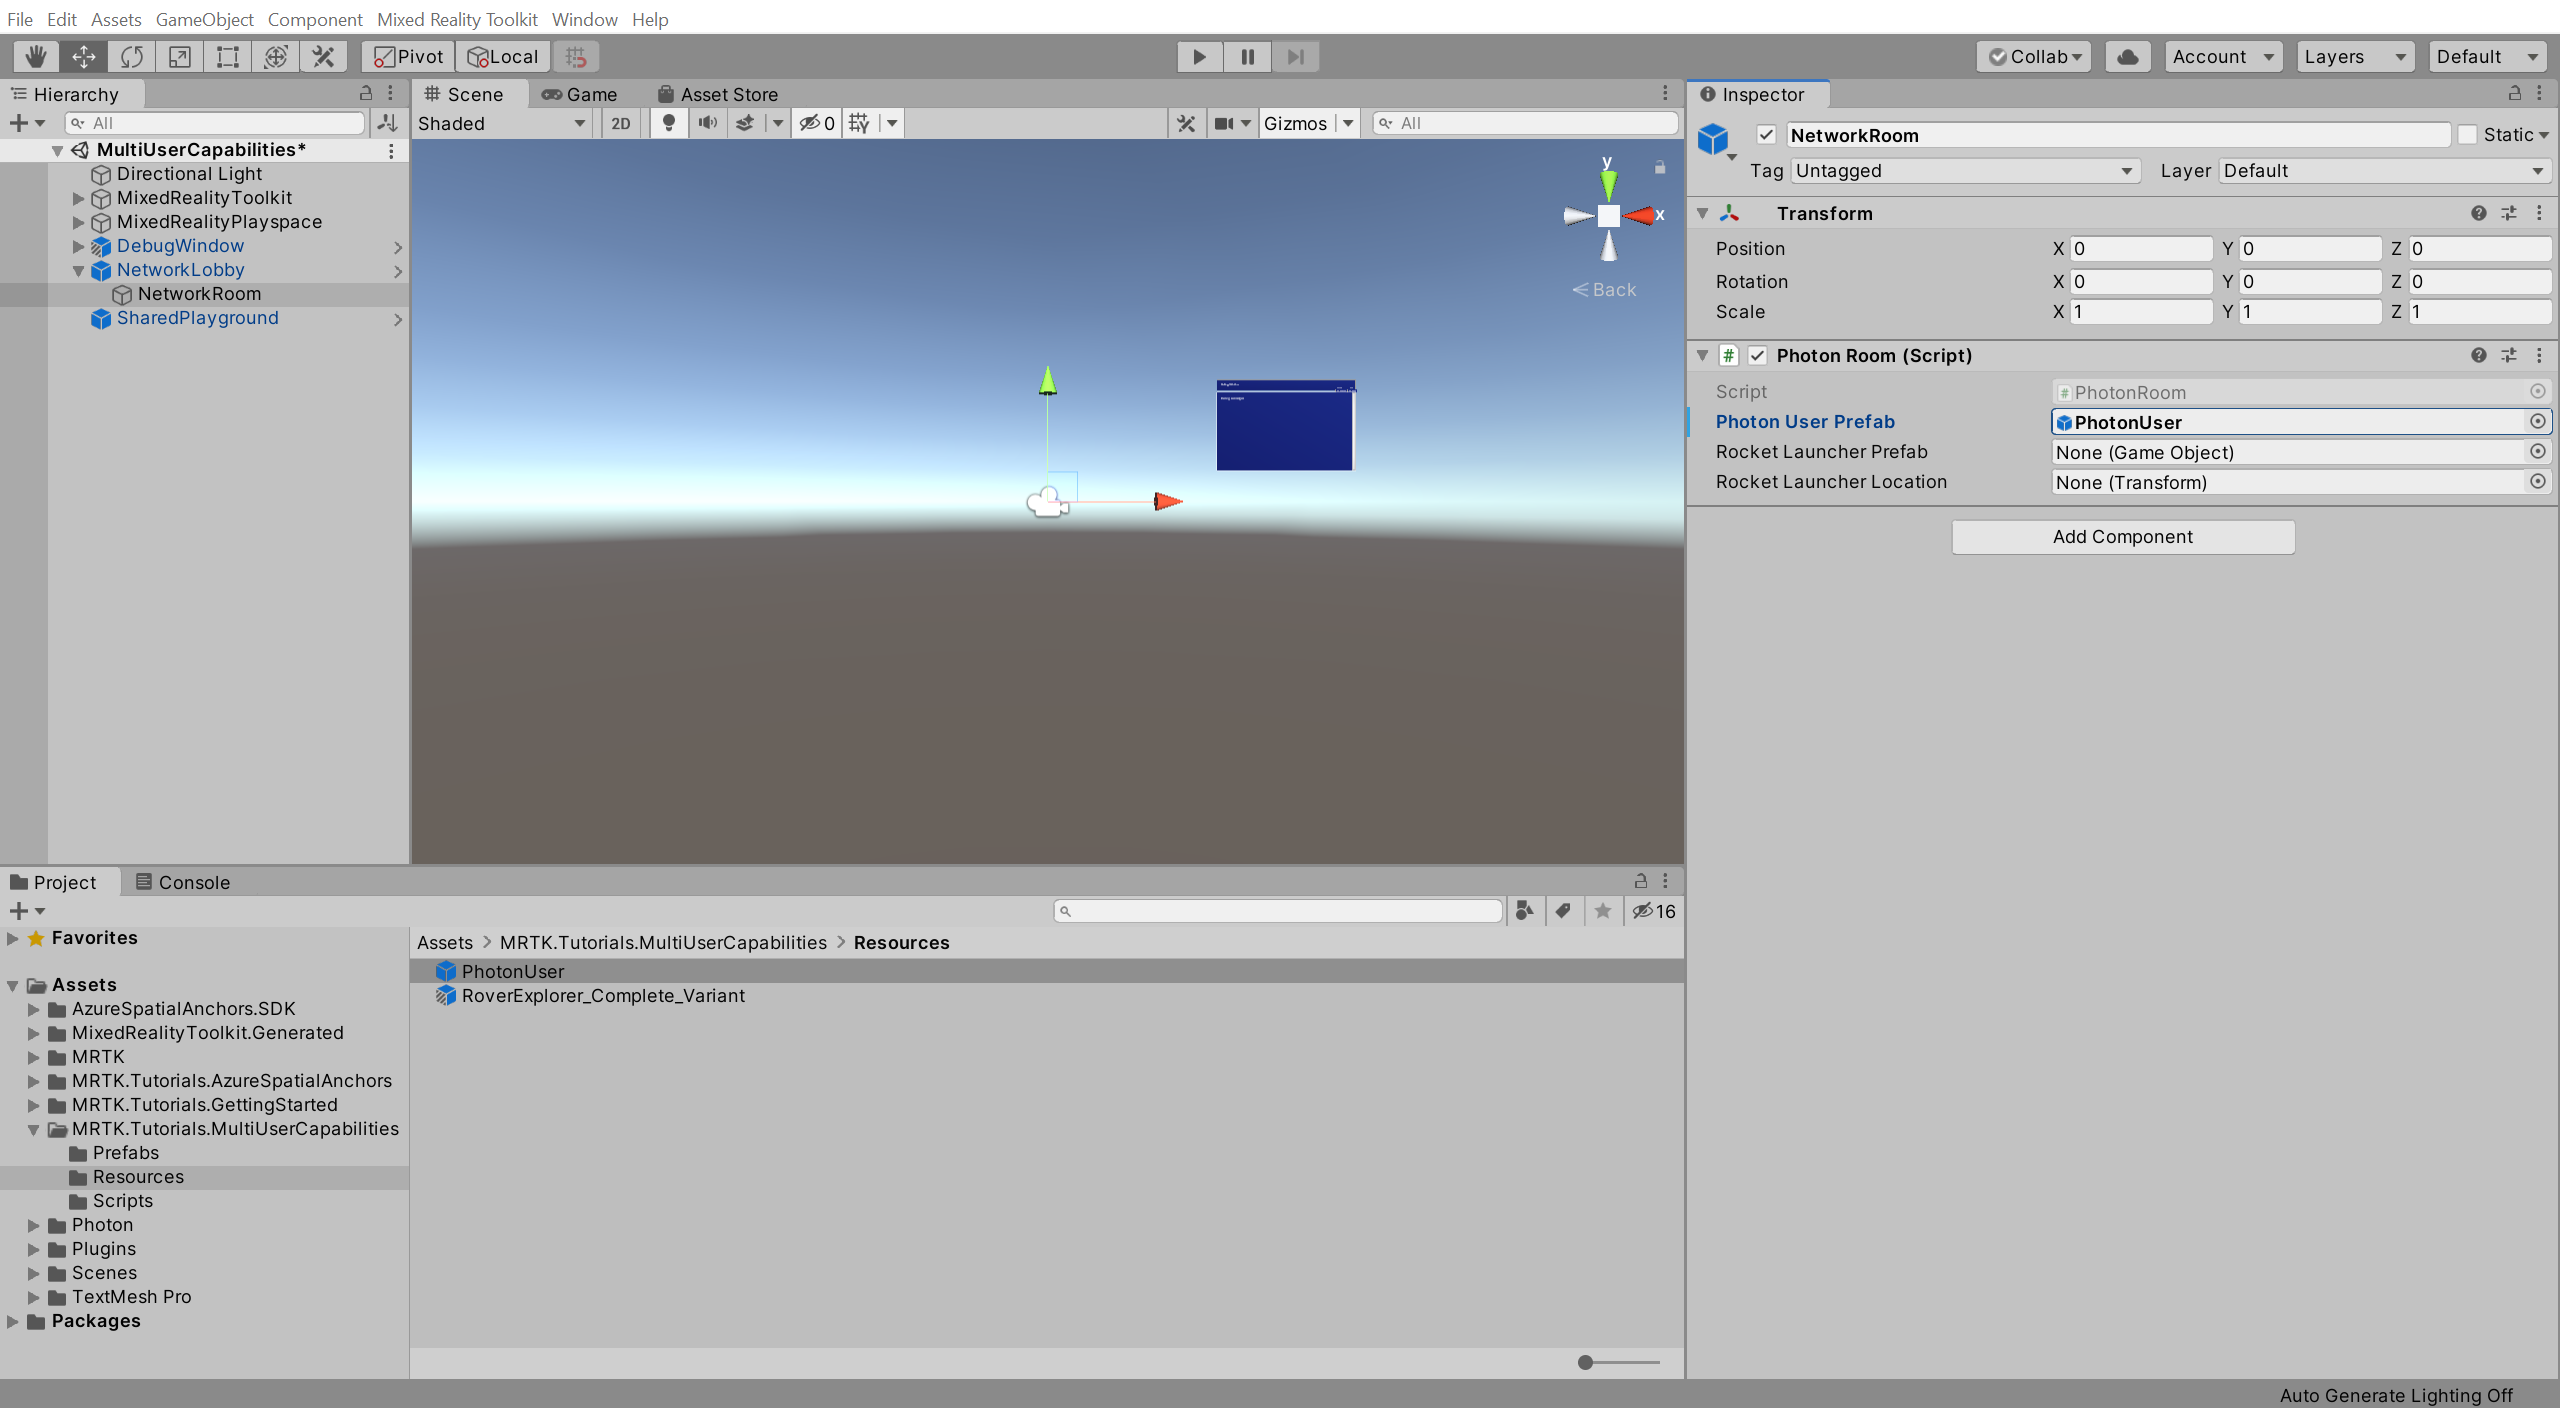 File Edit Assets GameObject Component Mixed Reality Toolkit Window Help
Pivot Local Collab Account Layers Default
Hierarchy
All
MultiUserCapabilities*
Directional Light
MixedRealityToolkit
MixedRealityPlayspace
DebugWindow
NetworkLobby
NetworkRoom
SharedPlayground
Scene Game Asset Store
Shaded 2D 0 Gizmos All
y
x
Back
Inspector
NetworkRoom Static
Tag Untagged Layer Default
Transform
Position X 0 Y 0 Z 0
Rotation X 0 Y 0 Z 0
Scale X 1 Y 1 Z 1
# Photon Room (Script)
Script # PhotonRoom
Photon User Prefab PhotonUser
Rocket Launcher Prefab None (Game Object)
Rocket Launcher Location None (Transform)
Add Component
Project Console
16
Favorites
Assets
AzureSpatialAnchors.SDK
MixedRealityToolkit.Generated
MRTK
MRTK.Tutorials.AzureSpatialAnchors
MRTK.Tutorials.GettingStarted
MRTK.Tutorials.MultiUserCapabilities
Prefabs
Resources
Scripts
Photon
Plugins
Scenes
TextMesh Pro
Packages
Assets > MRTK.Tutorials.MultiUserCapabilities > Resources
PhotonUser
RoverExplorer_Complete_Variant
Auto Generate Lighting Off